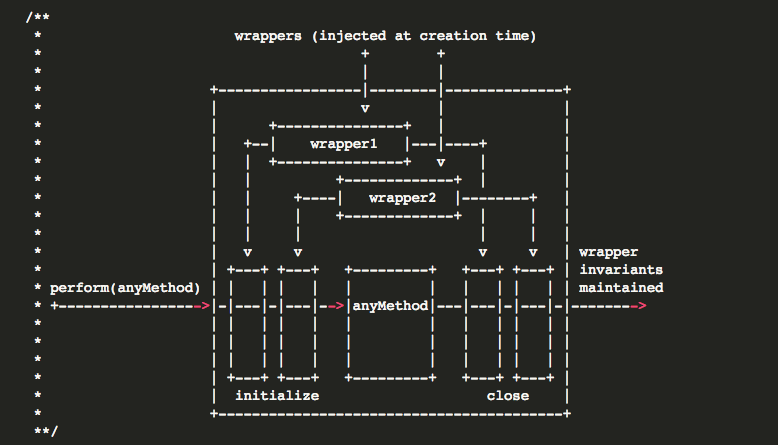 /**
 *                       wrappers (injected at creation time)
 *                                       +        +
 *                                       |        |
 *                     +-----------------|--------|--------------+
 *                     |                 v        |              |
 *                     |      +---------------+   |              |
 *                     |   +--|    wrapper1   |---|----+         |
 *                     |   |  +---------------+   v    |         |
 *                     |   |          +-------------+  |         |
 *                     |   |     +----|   wrapper2  |--------+   |
 *                     |   |     |    +-------------+  |     |   |
 *                     |   |     |                     |     |   |
 *                     |   v     v                     v     v   | wrapper
 *                     | +---+ +---+   +---------+   +---+ +---+ | invariants
 * perform(anyMethod)  | |   | |   |   |         |   |   | |   | | maintained
 * +----------------->|-|---|-|---|-->|anyMethod|---|---|-|---|-|-------->
 *                     | |   | |   |   |         |   |   | |   | |
 *                     | |   | |   |   |         |   |   | |   | |
 *                     | |   | |   |   |         |   |   | |   | |
 *                     | +---+ +---+   +---------+   +---+ +---+ |
 *                     |  initialize                    close    |
 *                     +-----------------------------------------+
 **/